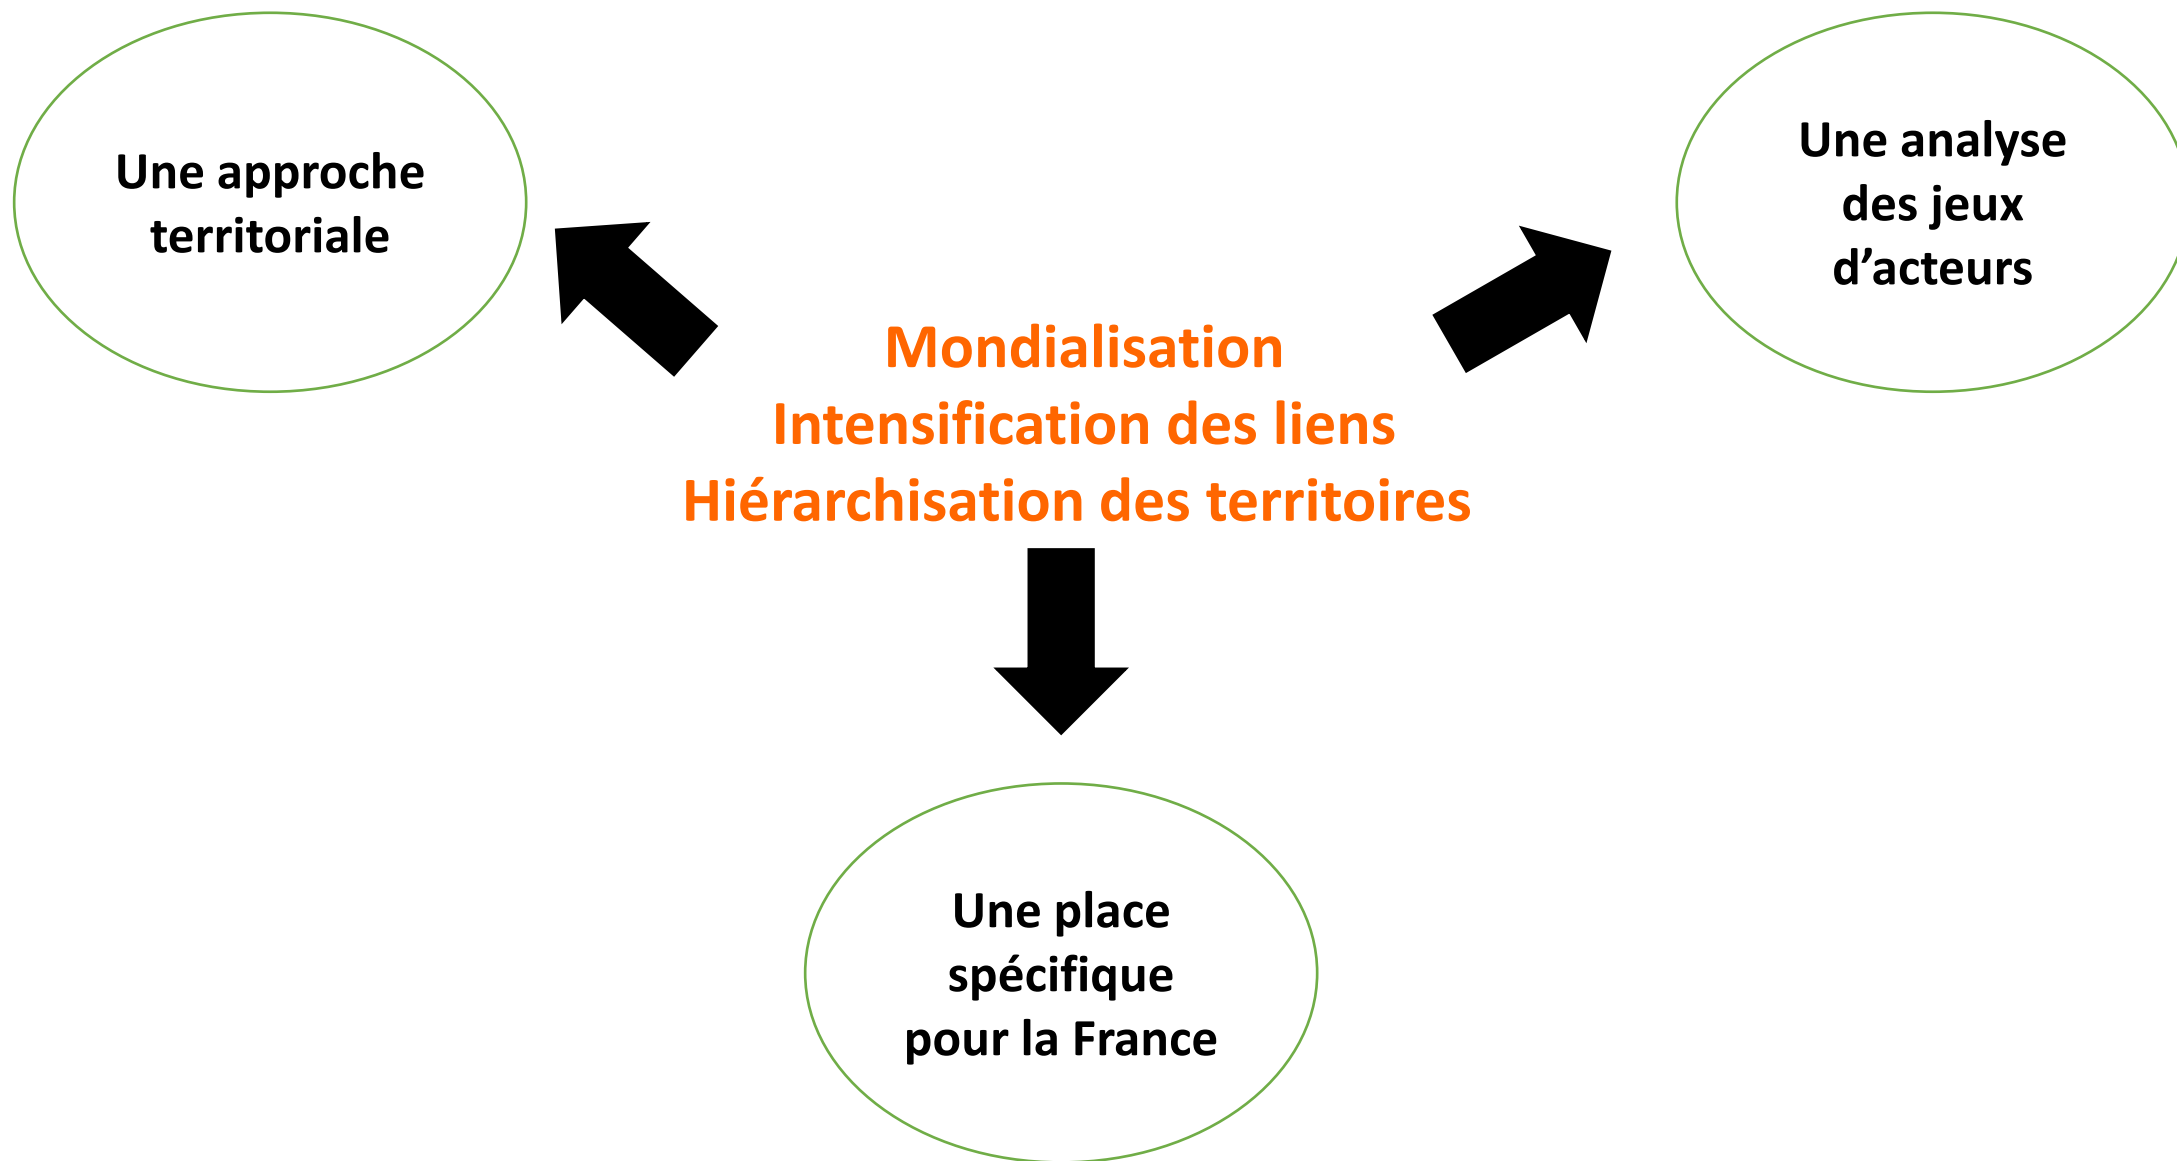 Une approche
territoriale
Une analyse
des jeux
d’acteurs
Mondialisation
Intensification des liens
Hiérarchisation des territoires
Une place
spécifique
pour la France